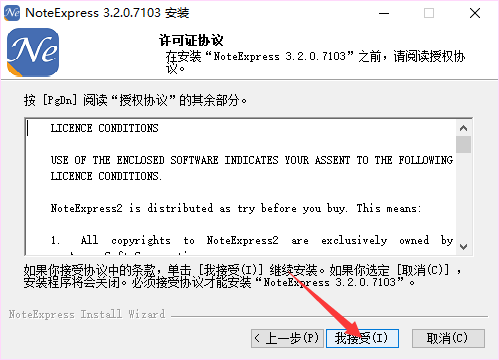 NoteExpress 3.2.0.7103 安装
Ne
许可证协议
在安装“NoteExpress 3.2.0.7103”之前,请阅读授权协
议。
按 [PgDn] 阅读“授权协议”的其余部分。
LICENCE CONDITIONS
USE OF THE ENCLOSED SOFTWARE INDICATES YOUR ASSENT TO THE FOLLOWING
LICENCE CONDITIONS.
NoteExpress2 is distributed as try before you buy. This means:
1. All copyrights to NoteExpress2 are exclusively owned by
如果你接受协议中的条款,单击 [我接受(I)] 继续安装。如果你选定 [取消(C)] ,
安装程序将会关闭。必须接受协议才能安装“NoteExpress 3.2.0.7103”。
NoteExpress Install Wizard
< 上一步(P) 我接受(I) 取消(C)